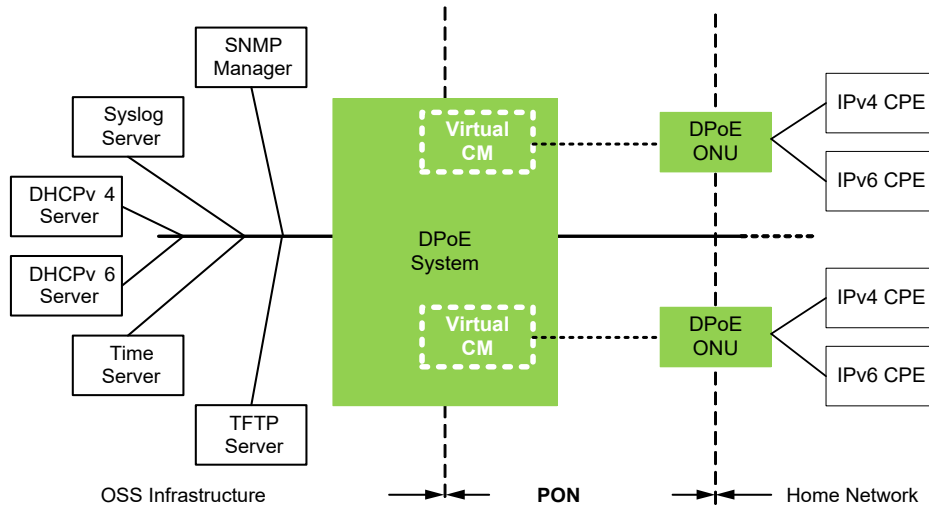 SNMP
Manager
Syslog
Server
DHCPv 4
Server
DHCPv 6
Server
Time
Server
TFTP
Server
Virtual
CM
DPoE
System
Virtual
CM
DPoE
ONU
IPv4 CPE
IPv6 CPE
DPoE
ONU
IPv4 CPE
IPv6 CPE
OSS Infrastructure
PON
Home Network